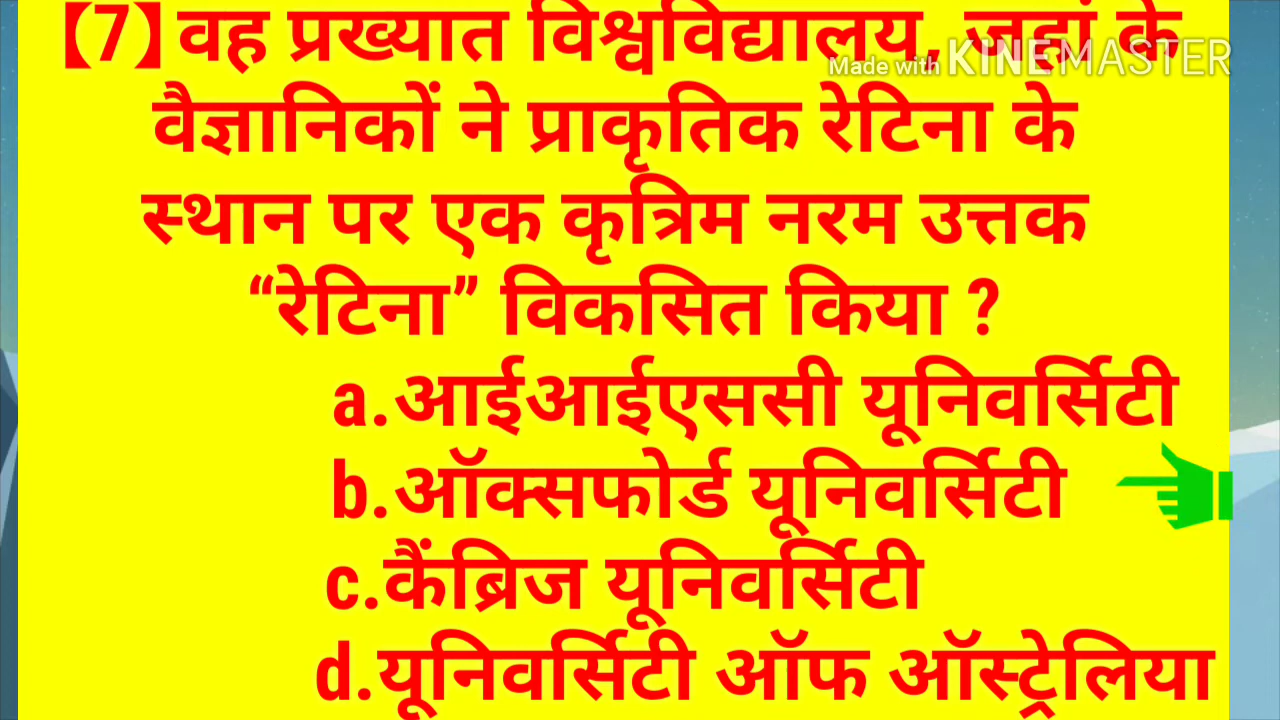 【7】वह प्रख्यात विश्वविद्यालय, जहां के
Made with KINEMASTER
वैज्ञानिकों ने प्राकृतिक रेटिना के
स्थान पर एक कृत्रिम नरम उत्तक
“रेटिना” विकसित किया ?
a.आईआईएससी यूनिवर्सिटी
b.ऑक्सफोर्ड यूनिवर्सिटी
c.कैंब्रिज यूनिवर्सिटी
d.यूनिवर्सिटी ऑफ ऑस्ट्रेलिया